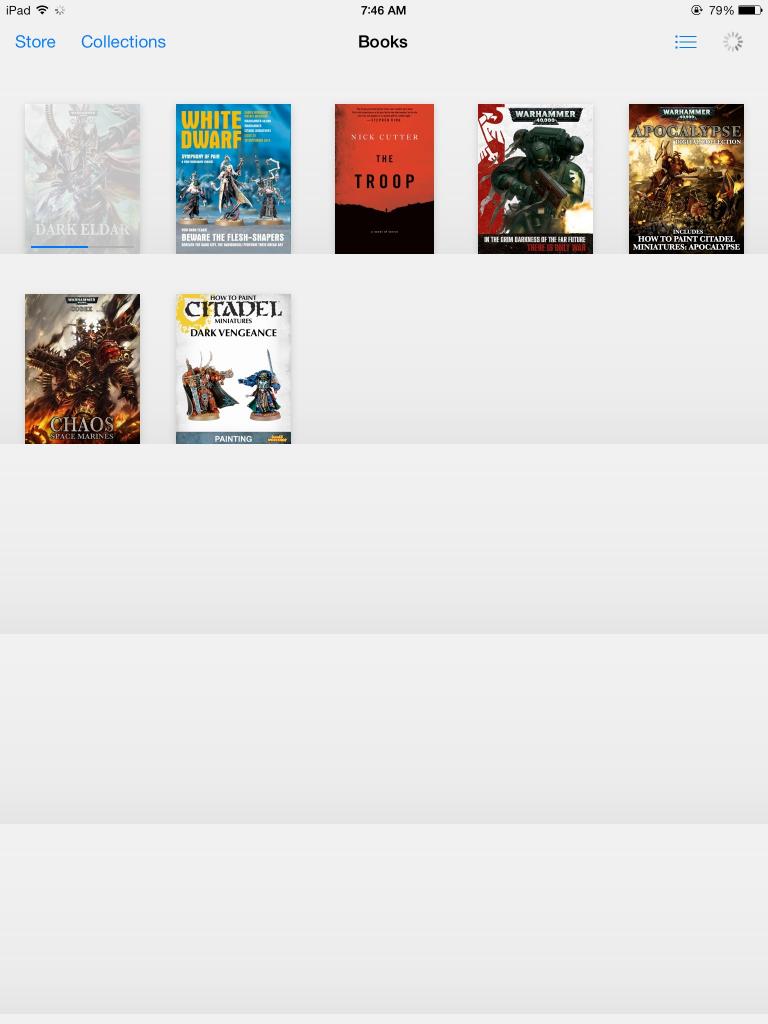 iPad 7:46 AM 79%
Store Collections Books
WARHAMMER
DARK ELDAR
WHITE
DWARF
SYMPHONY OF PAIN
BEWARE THE FLESH-SHAPERS
NICK CUTTER
THE
TROOP
WARHAMMER
40,000
IN THE GRIM DARKNESS OF THE FAR FUTURE
THERE IS ONLY WAR
WARHAMMER
40,000
APOCALYPSE
DIGITAL COLLECTION
INCLUDES
HOW TO PAINT CITADEL
MINIATURES: APOCALYPSE
WARHAMMER
CODEX
CHAOS
SPACE MARINES
HOW TO PAINT
CITADEL
MINIATURES
DARK VENGEANCE
PAINTING